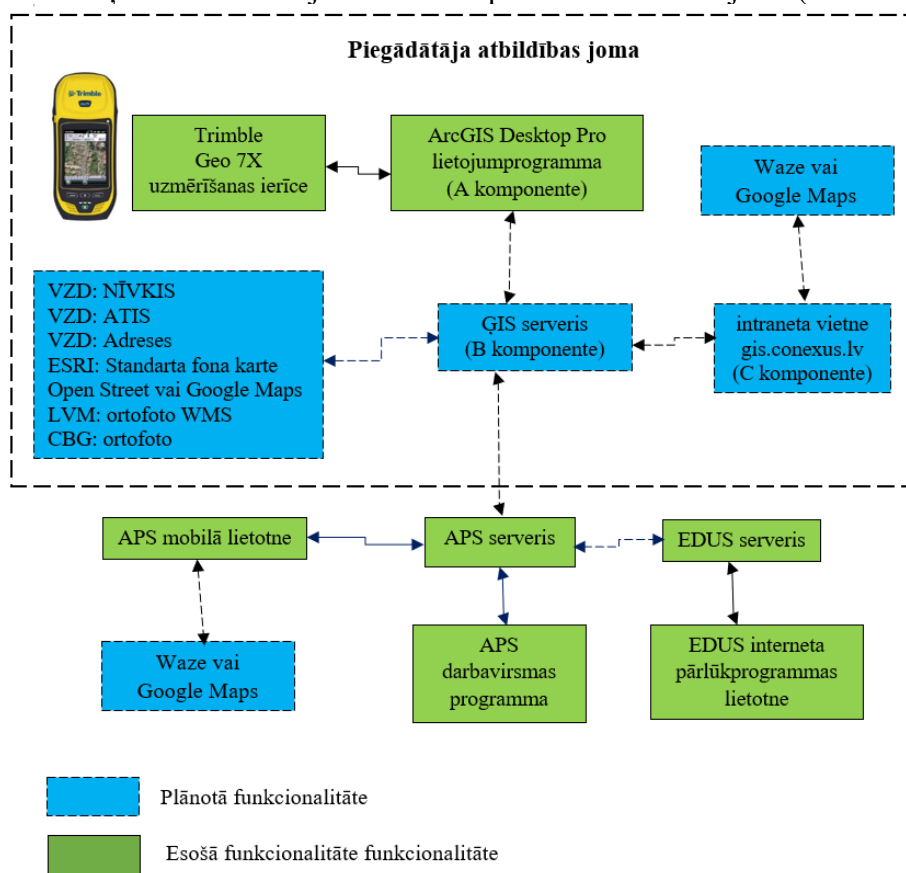 Piegādātāja atbildības joma
Trimble
Trimble
Geo 7X
uzmērīšanas ierīce
ArcGIS Desktop Pro
lietojumprogramma
(A komponente)
Waze vai
Google Maps
VZD: NĪVKIS
VZD: ATIS
VZD: Adreses
ESRI: Standarta fona karte
Open Street vai Google Maps
LVM: ortofoto WMS
CBG: ortofoto
ĢIS serveris
(B komponente)
intraneta vietne
gis.conexus.lv
(C komponente)
APS mobilā lietotne
APS serveris
EDUS serveris
Waze vai
Google Maps
APS
darbavirsmas
programma
EDUS interneta
pārlūkprogrammas
lietotne
Plānotā funkcionalitāte
Esošā funkcionalitāte funkcionalitāte